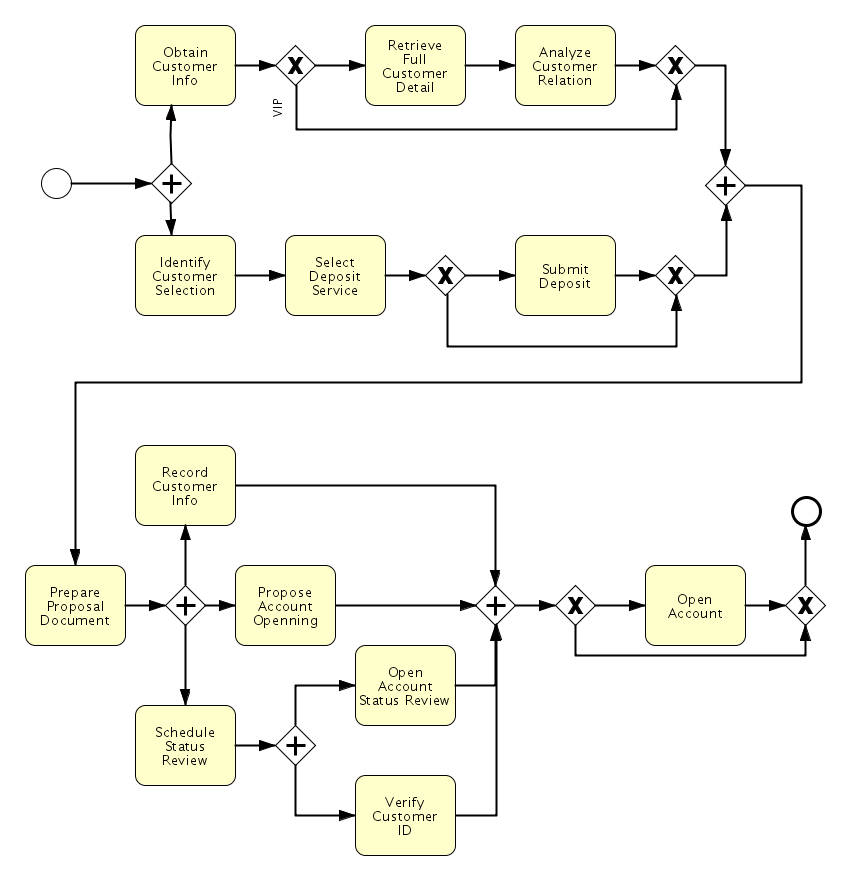 Obtain
Customer
Info
Retrieve
Full
Customer
Detail
Analyze
Customer
Relation
VIP
Identify
Customer
Selection
Select
Deposit
Service
Submit
Deposit
Record
Customer
Info
Prepare
Proposal
Document
Propose
Account
Openning
Open
Account
Open
Account
Status Review
Schedule
Status
Review
Verify
Customer
ID